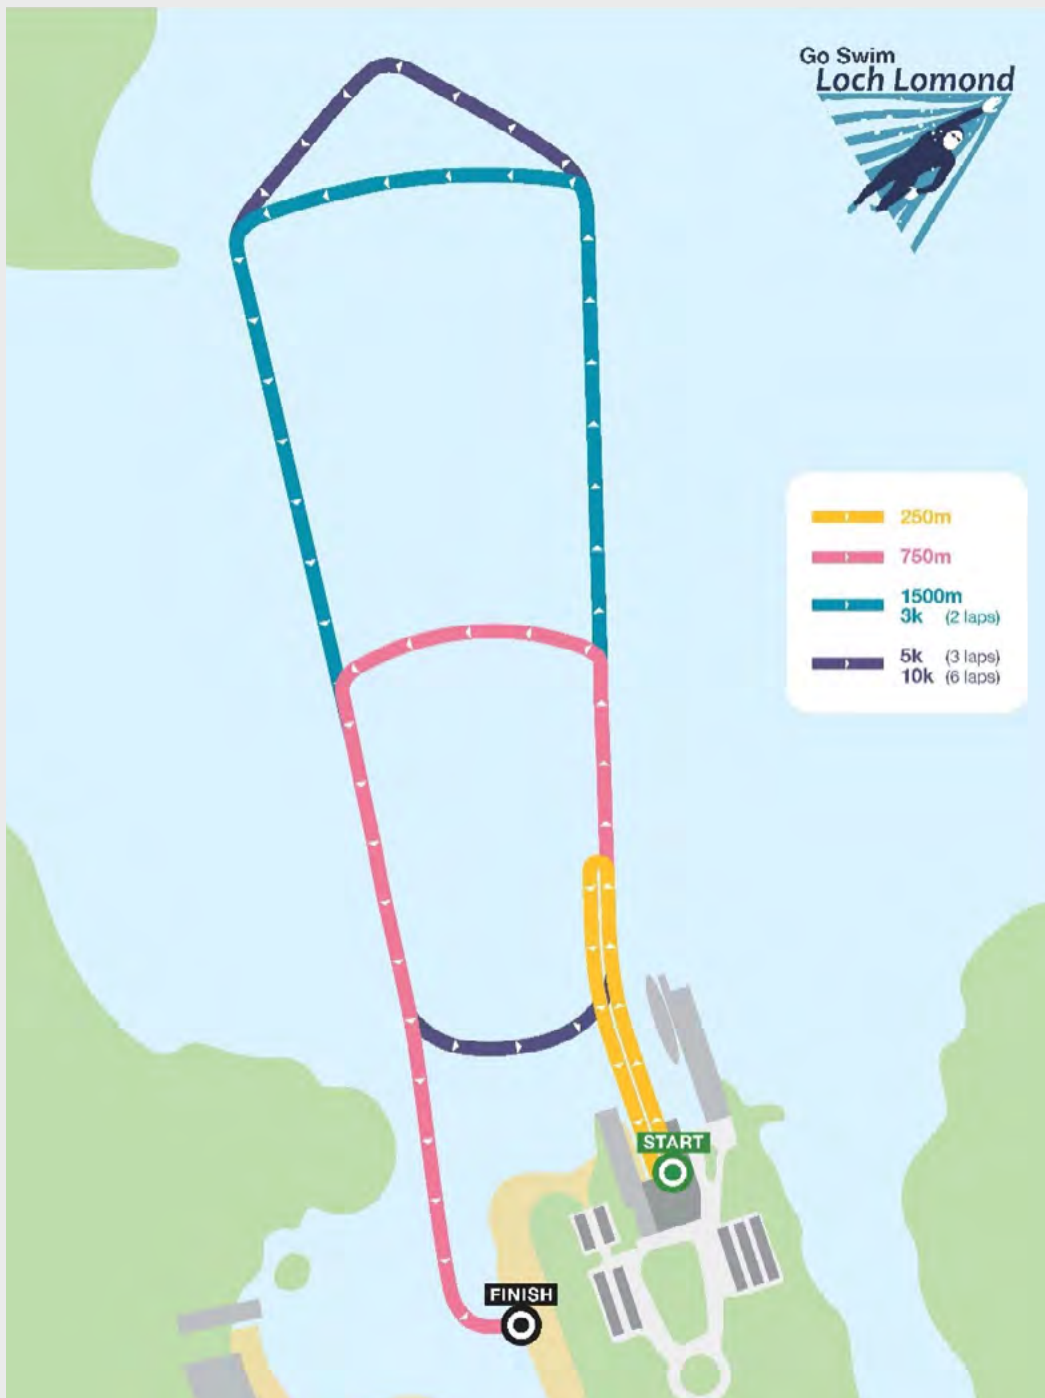 Go Swim
Loch Lomond
250m
750m
1500m
3k (2 laps)
5k (3 laps)
10k (6 laps)
START
FINISH